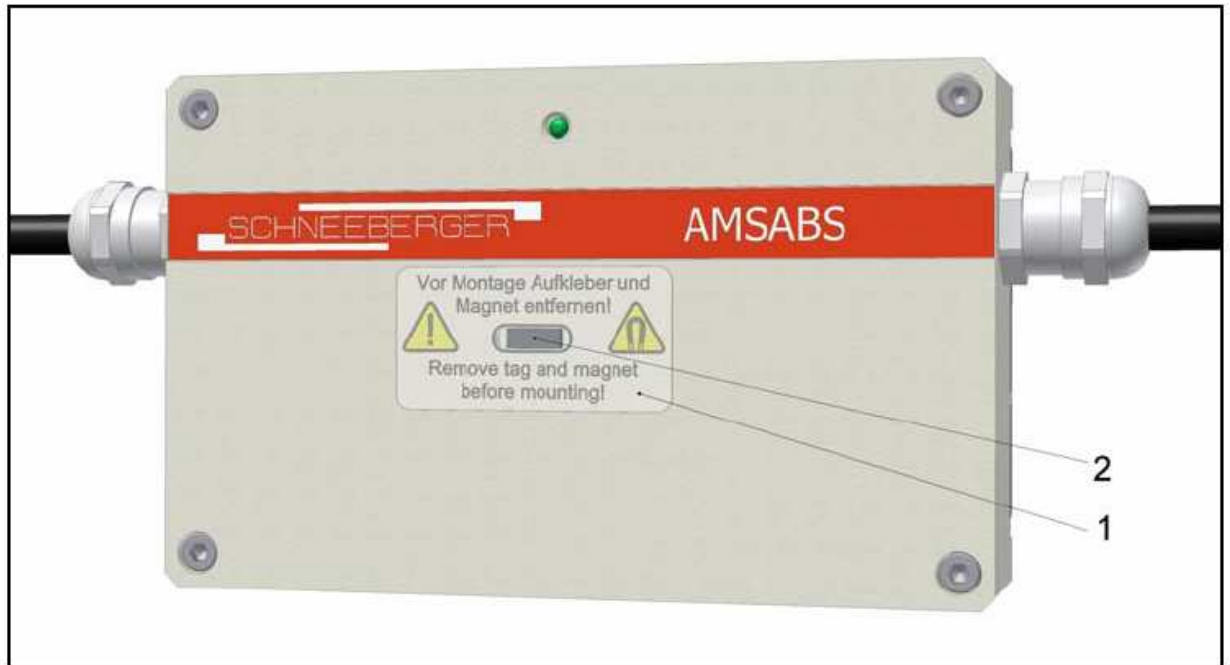 SCHNEEBERGER
AMSABS
Vor Montage Aufkleber und
Magnet entfernen!
Remove tag and magnet
before mounting!
2
1